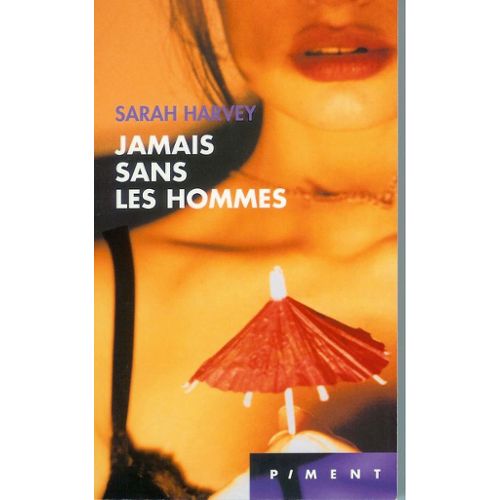 SARAH HARVEY
JAMAIS
SANS
LES HOMMES
PIMENT